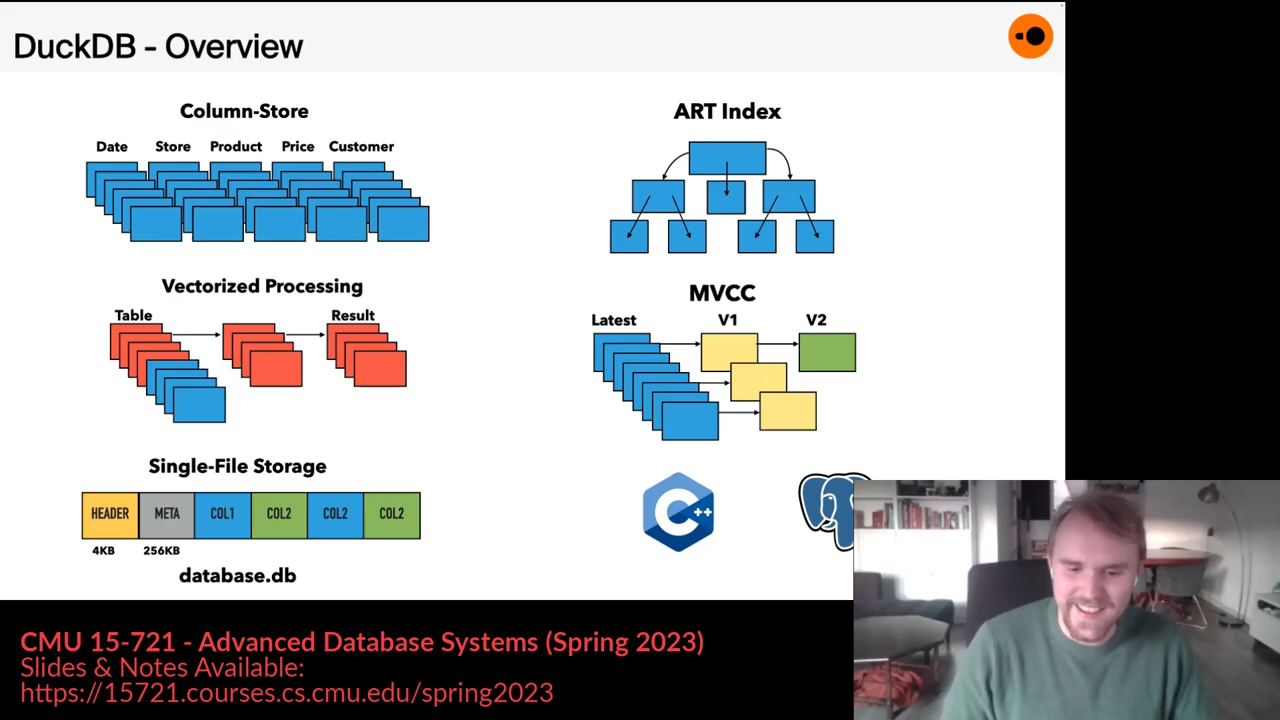 DuckDB - Overview
Column-Store
Date Store Product Price Customer
Vectorized Processing
Table Result
Single-File Storage
HEADER META COL1 COL2 COL2 COL2
4KB 256KB
database.db
ART Index
MVCC
Latest V1 V2
C++
CMU 15-721 - Advanced Database Systems (Spring 2023)
Slides & Notes Available:
https://15721.courses.cs.cmu.edu/spring2023